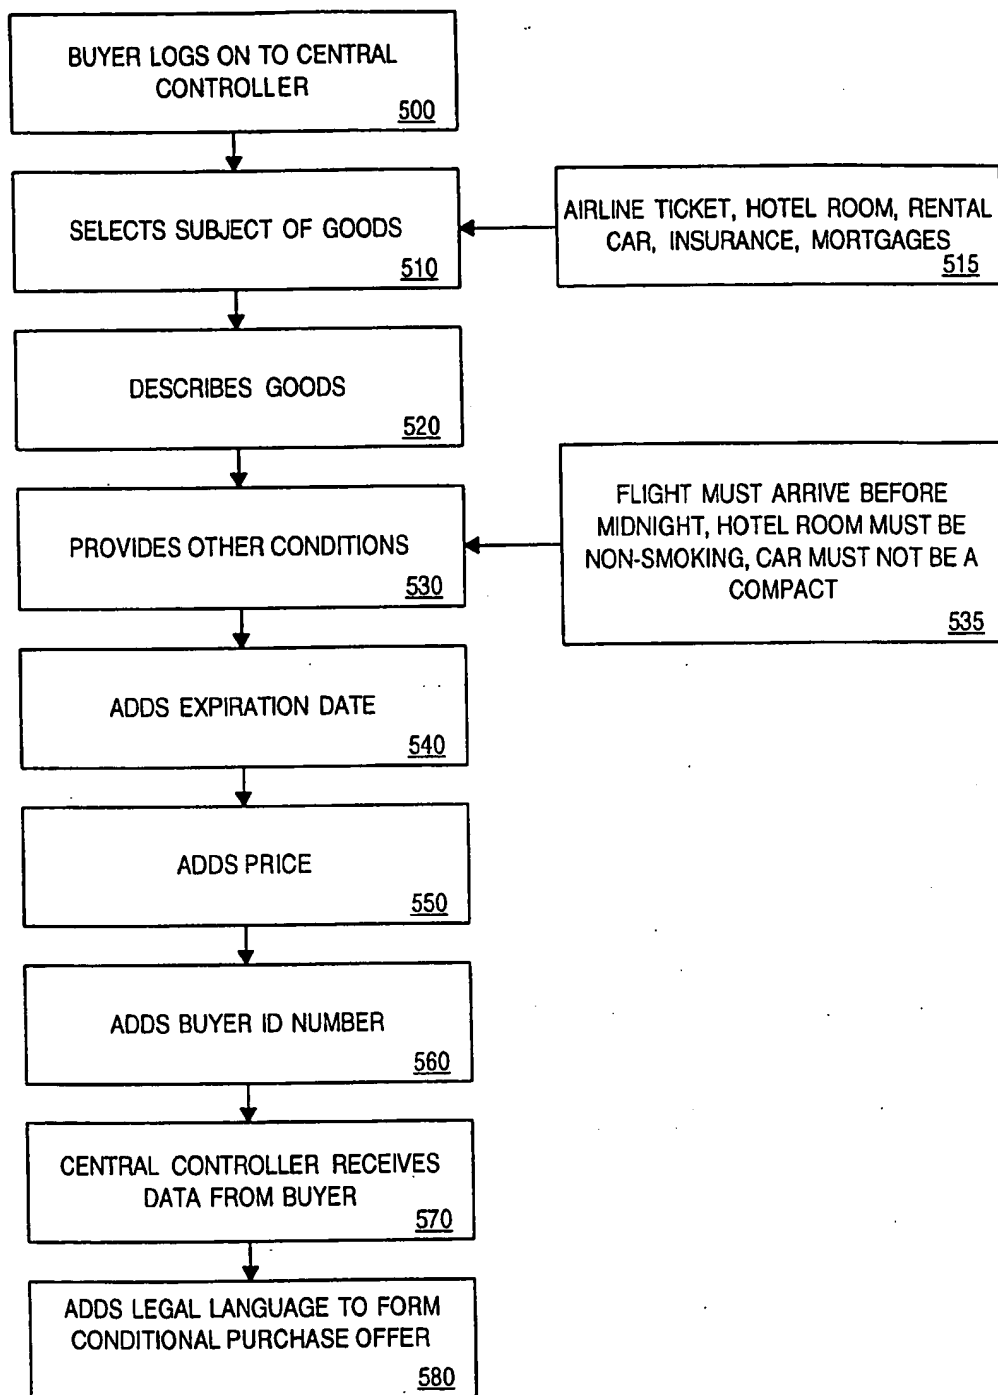 BUYER LOGS ON TO CENTRAL
CONTROLLER
500
SELECTS SUBJECT OF GOODS
510
AIRLINE TICKET, HOTEL ROOM, RENTAL
CAR, INSURANCE, MORTGAGES
515
DESCRIBES GOODS
520
PROVIDES OTHER CONDITIONS
530
FLIGHT MUST ARRIVE BEFORE
MIDNIGHT, HOTEL ROOM MUST BE
NON-SMOKING, CAR MUST NOT BE A
COMPACT
535
ADDS EXPIRATION DATE
540
ADDS PRICE
550
ADDS BUYER ID NUMBER
560
CENTRAL CONTROLLER RECEIVES
DATA FROM BUYER
570
ADDS LEGAL LANGUAGE TO FORM
CONDITIONAL PURCHASE OFFER
580